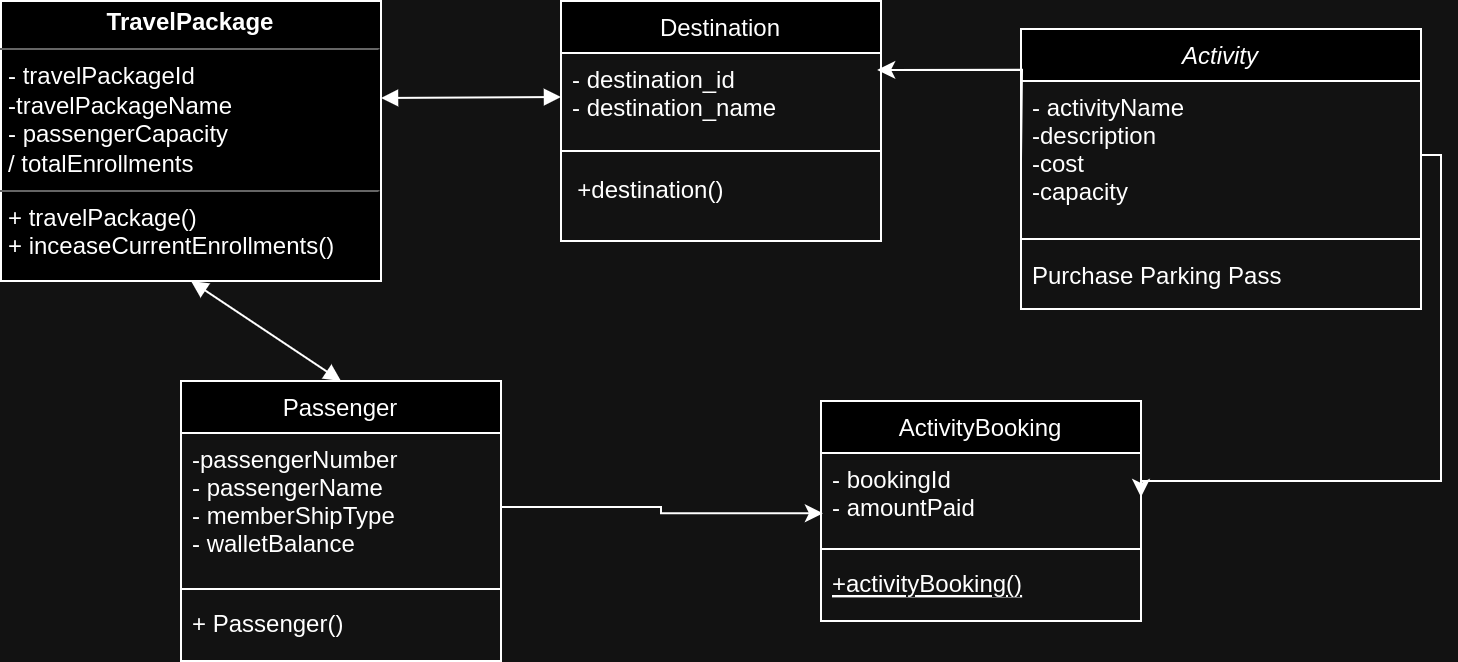 TravelPackage
- travelPackageId
-travelPackageName
- passengerCapacity
/ totalEnrollments
+ travelPackage()
+ inceaseCurrentEnrollments()
Destination
- destination_id
- destination_name
+destination()
Activity
- activityName
-description
-cost
-capacity
Purchase Parking Pass
Passenger
-passengerNumber
- passengerName
- memberShipType
- walletBalance
+ Passenger()
ActivityBooking
- bookingId
- amountPaid
+activityBooking()